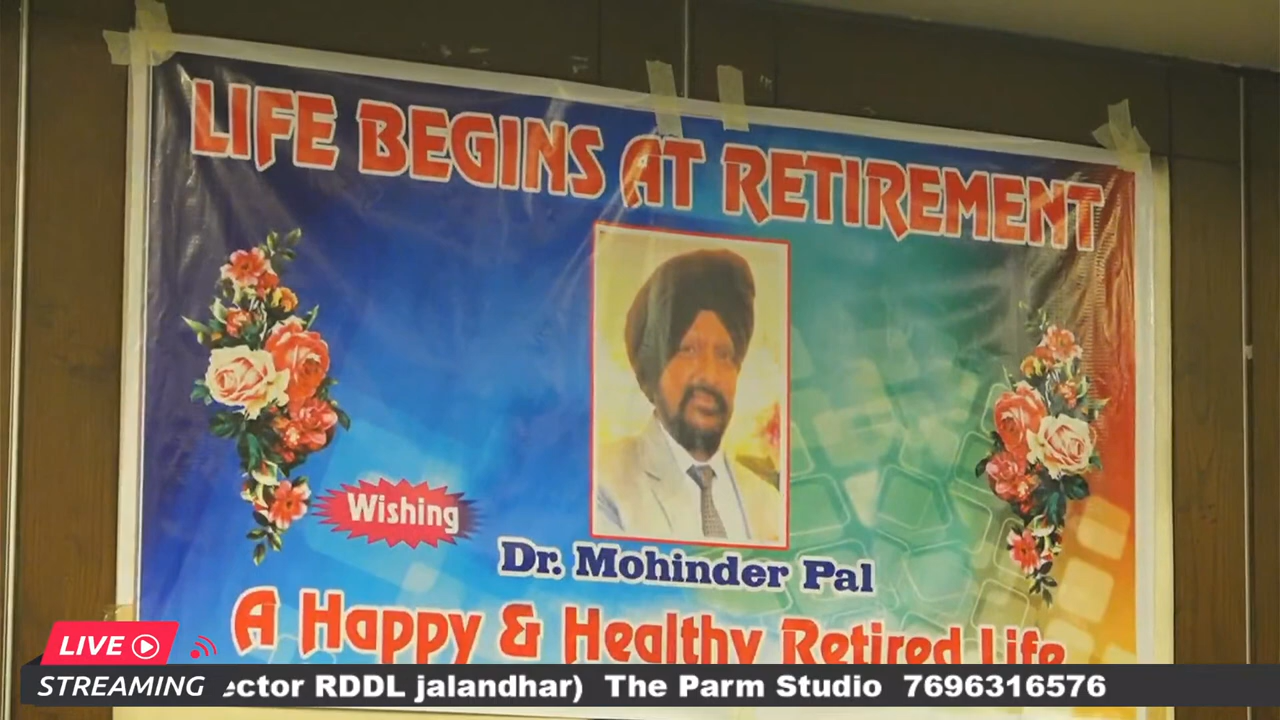 LIFE BEGINS AT RETIREMENT
Wishing
Dr. Mohinder Pal
A Happy & Healthy Retired Life
LIVE
STREAMING
ector RDDL jalandhar) The Parm Studio 7696316576